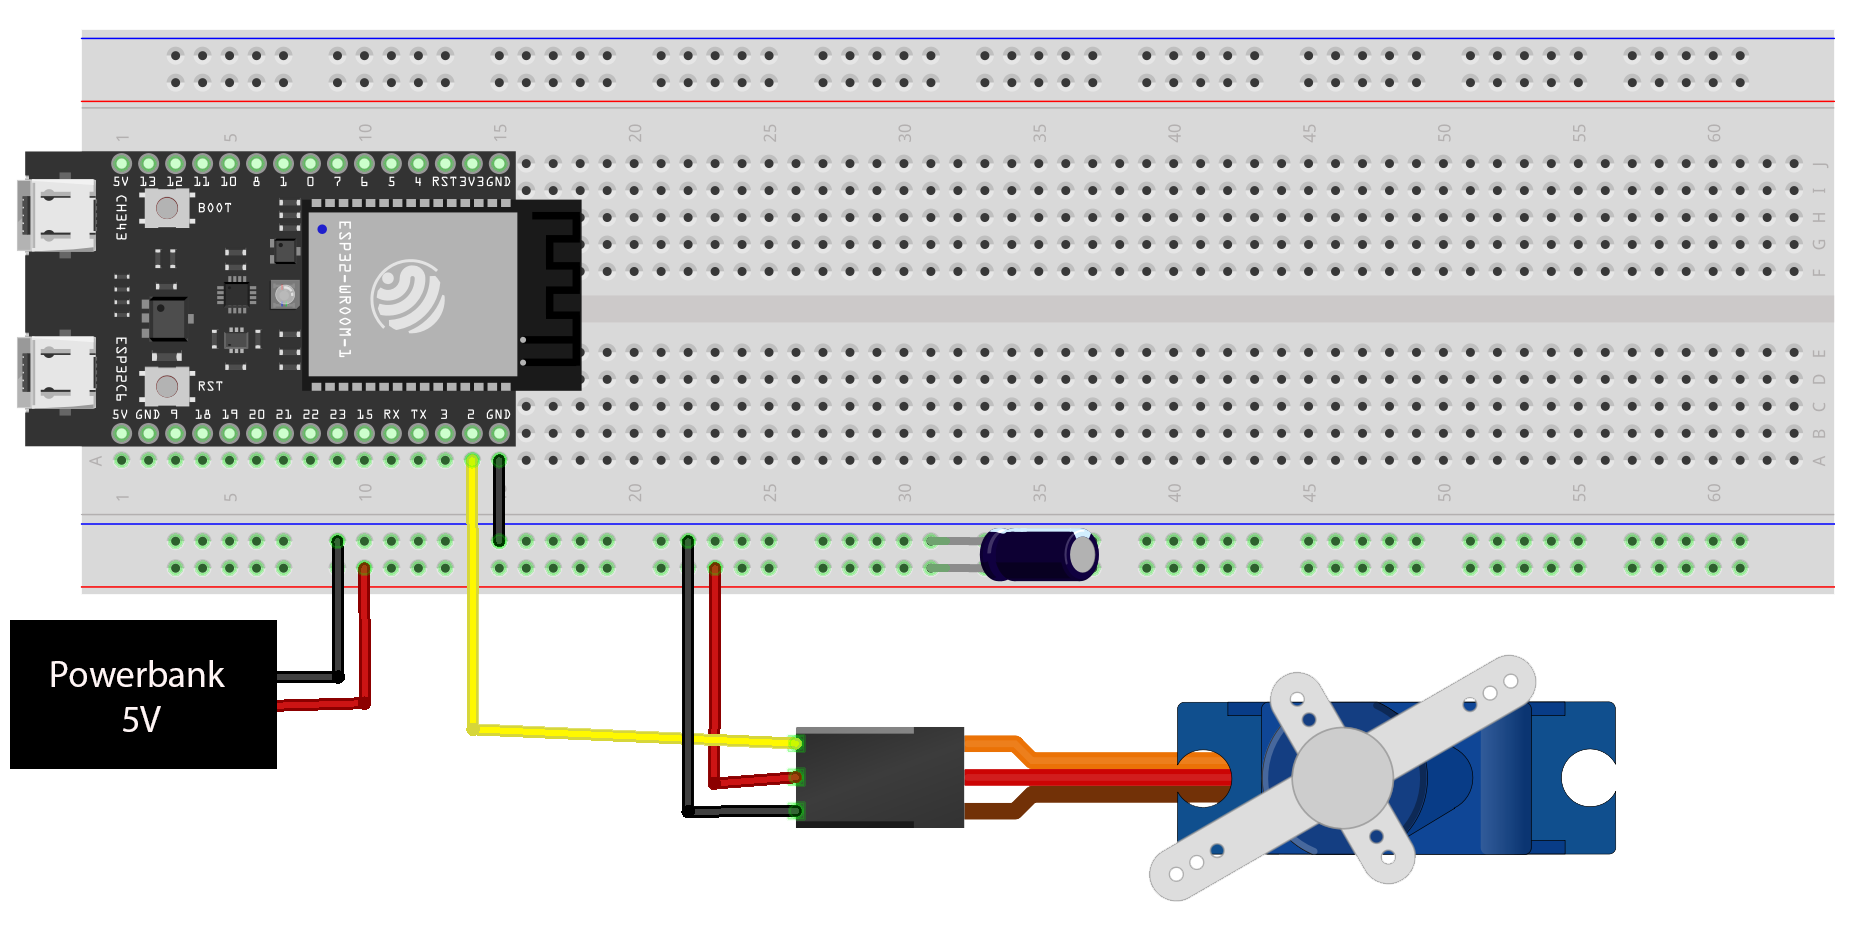 1 5 10 15 20 25 30 35 40 45 50 55 60
J
I
H
G
F
5V 13 12 11 10 8 1 0 7 6 5 4 RST 3V3 GND
CH343
BOOT
ESP32-WROOM-1
ESP32C6
RST
5V GND 9 18 19 20 21 22 23 15 RX TX 3 2 GND
E
D
C
B
A A
1 5 10 20 25 30 35 40 45 50 55 60
Powerbank
5V